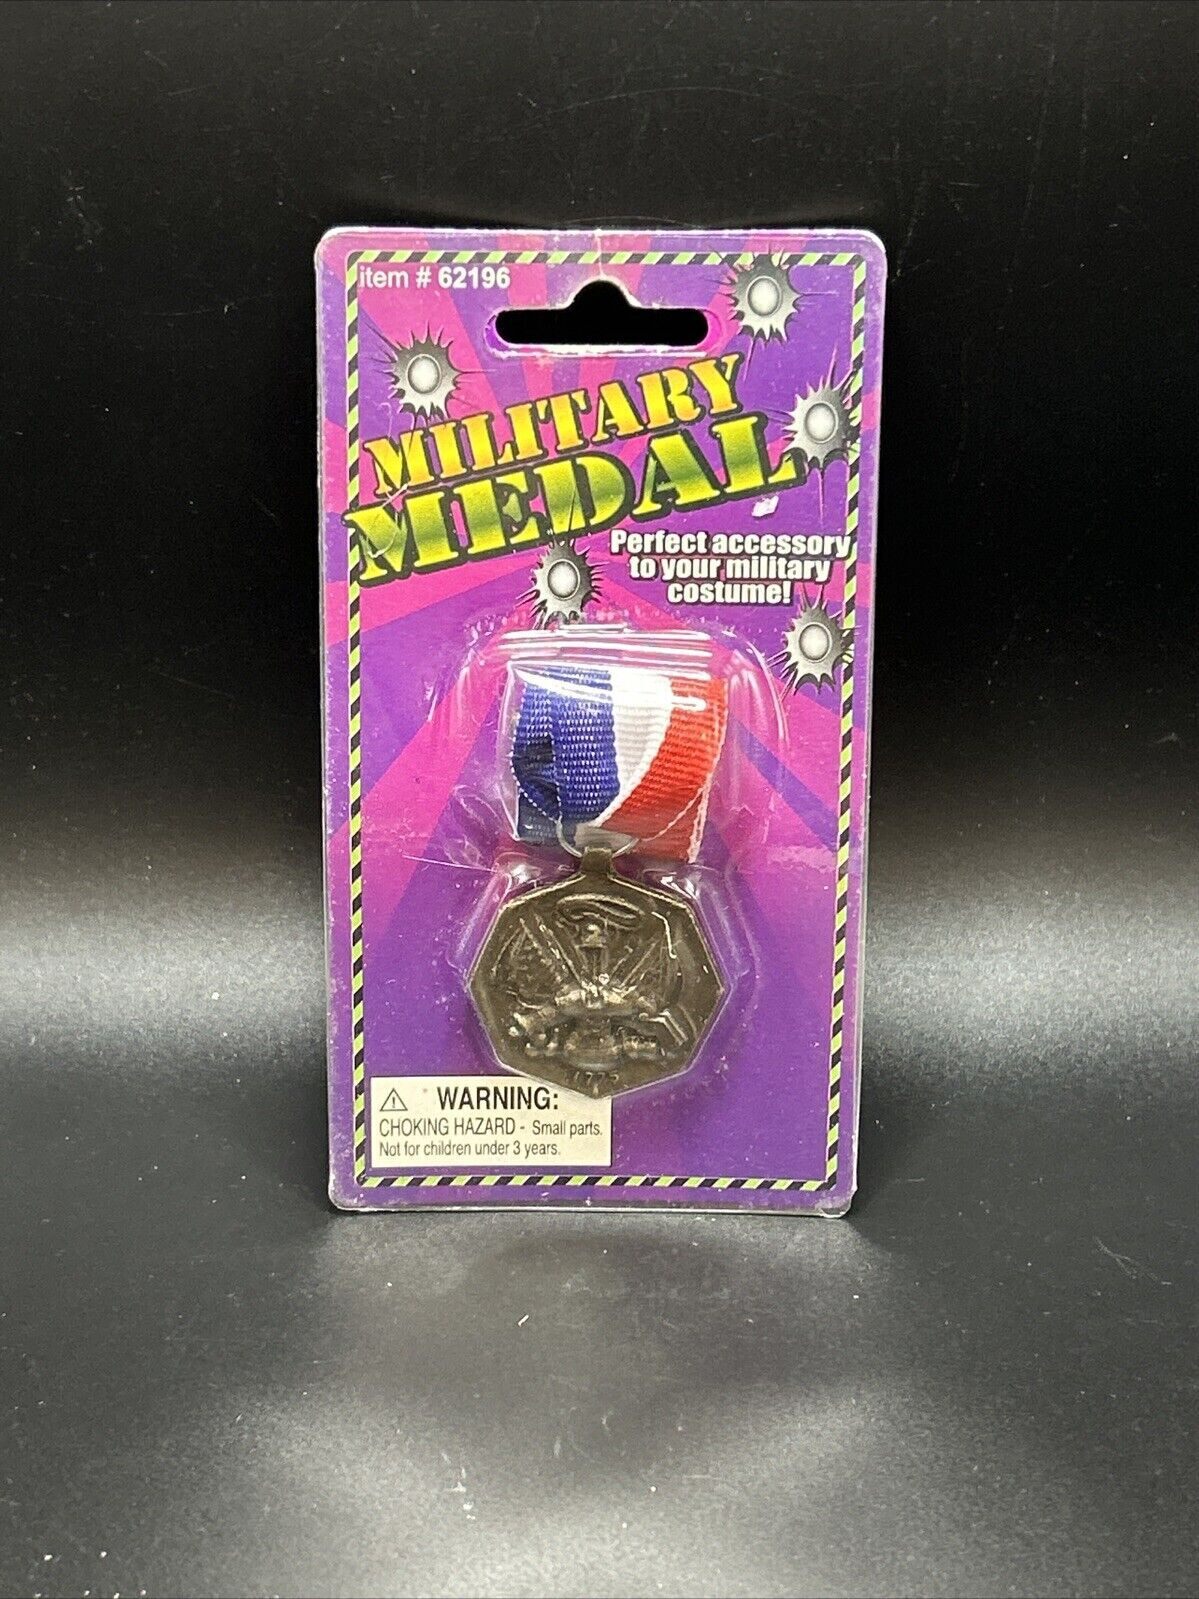 item # 62196
MILITARY
MEDAL
Perfect accessory
to your military
costume!
1775
⚠ WARNING:
CHOKING HAZARD - Small parts.
Not for children under 3 years.